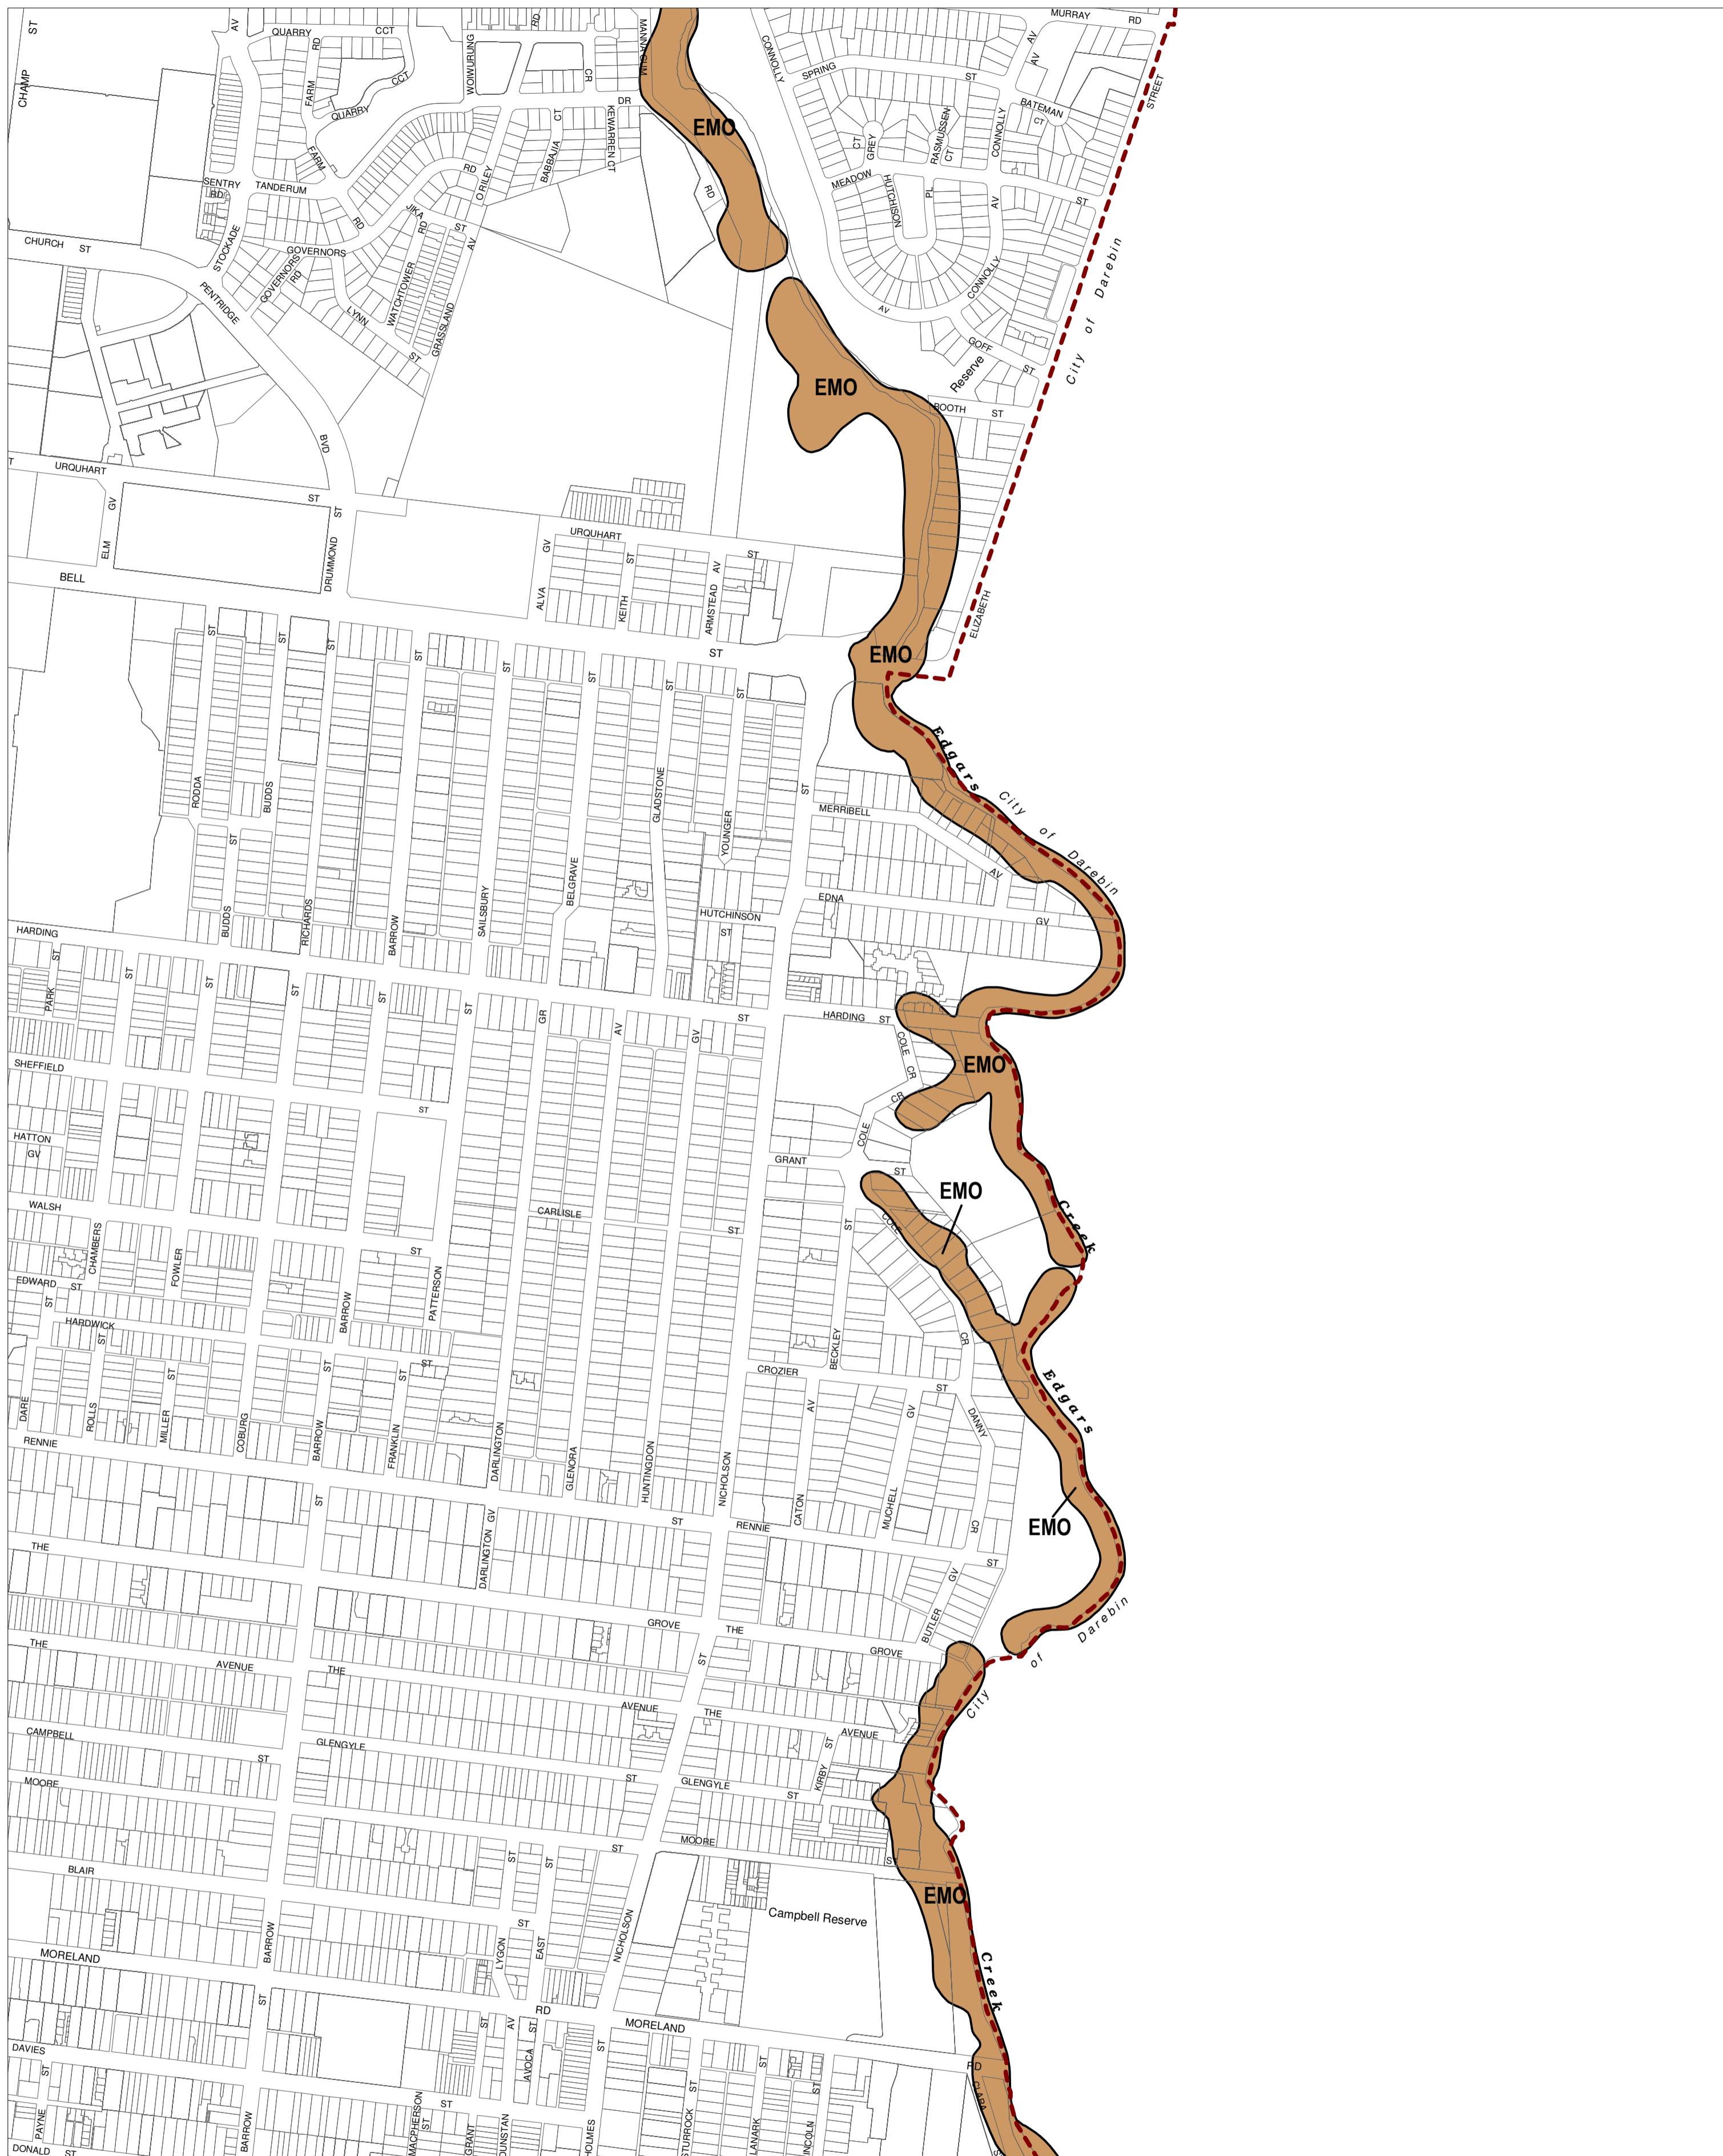 ST
AV
QUARRY
CCT
RD
WOIWURUNG
RD
MANNA GUM
CONNOLLY
MURRAY
RD
AV
AV
CHAMP
FARM
CCT
QUARRY
CR
SPRING
ST
STREET
DR
EMO
BATEMAN
CT
FARM
CT
BABBAJIA
KEWARREN CT
CT
GREY
RASMUSSEN
CT
CONNOLLY
SENTRY
RD
TANDERUM
RD
O RILEY
RD
MEADOW
HUTCHISON
PL
AV
ST
RD
JIKA
RD
ST
AV
CHURCH
ST
STOCKADE
GOVERNORS
GOVERNORS
RD
City of Darebin
PENTRIDGE
WATCHTOWER
LYNN
GRASSLAND
ST
CONNOLLY
AV
GOFF
ST
Reserve
EMO
BOOTH
ST
BVD
T
URQUHART
ST
GV
ST
ELM
DRUMMOND
URQUHART
GV
ST
ST
AV
BELL
ALVA
KEITH
ARMSTEAD
ELIZABETH
ST
ST
ST
ST
ST
ST
ST
ST
ST
EMO
Edgars
City of Darebin
RODDA
BUDDS
GLADSTONE
ST
MERRIBELL
ST
YOUNGER
BELGRAVE
AV
SAILSBURY
EDNA
GV
BUDDS
RICHARDS
BARROW
HUTCHINSON
ST
HARDING
ST
ST
ST
ST
ST
ST
PARK
GR
AV
GV
ST
HARDING
ST
COLE
CR
EMO
SHEFFIELD
ST
CR
COLE
HATTON
GV
GRANT
ST
EMO
WALSH
CARLISLE
ST
ST
COLE
Creek
CHAMBERS
FOWLER
ST
EDWARD
ST
ST
BARROW
PATTERSON
HARDWICK
ST
ST
ST
ST
ST
BECKLEY
CR
CROZIER
ST
Edgars
DARE
ROLLS
MILLER
COBURG
BARROW
FRANKLIN
DARLINGTON
GLENORA
HUNTINGDON
NICHOLSON
AV
GV
DANNY
RENNIE
ST
CATON
MUCHELL
CR
GV
ST
RENNIE
ST
EMO
THE
DARLINGTON
GV
BUTLER
GROVE
THE
GROVE
ST
City of Darebin
THE
AVENUE
THE
AVENUE
THE
AVENUE
CAMPBELL
ST
GLENGYLE
ST
GLENGYLE
ST
ST
KIRBY
MOORE
MOORE
ST
ST
ST
ST
BLAIR
EMO
Campbell Reserve
ST
BARROW
LYGON
EAST
NICHOLSON
MORELAND
Creek
ST
RD
MORELAND
RD
ST
AV
ST
ST
DAVIES
AVOCA
ST
ST
ST
ST
CLARA
ST
PAYNE
BARROW
MACPHERSON
ST
GRANT
DUNSTAN
HOLMES
STURROCK
LANARK
LINCOLN
DONALD
ST